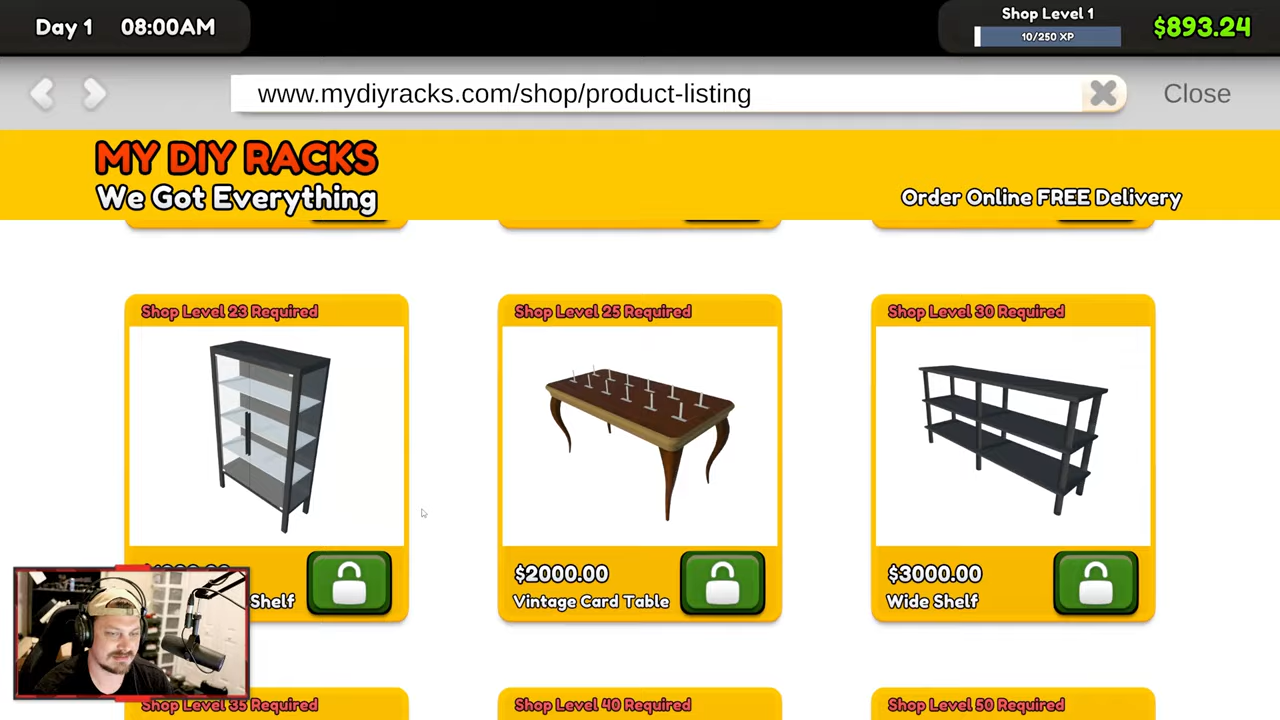 Day 1 08:00AM
Shop Level 1
10/250 XP
$893.24
www.mydiyracks.com/shop/product-listing
Close
MY DIY RACKS
We Got Everything
Order Online FREE Delivery
Shop Level 23 Required
Shop Level 25 Required
Shop Level 30 Required
$2000.00
$3000.00
Shelf
Vintage Card Table
Wide Shelf
Shop Level 35 Required
Shop Level 40 Required
Shop Level 50 Required